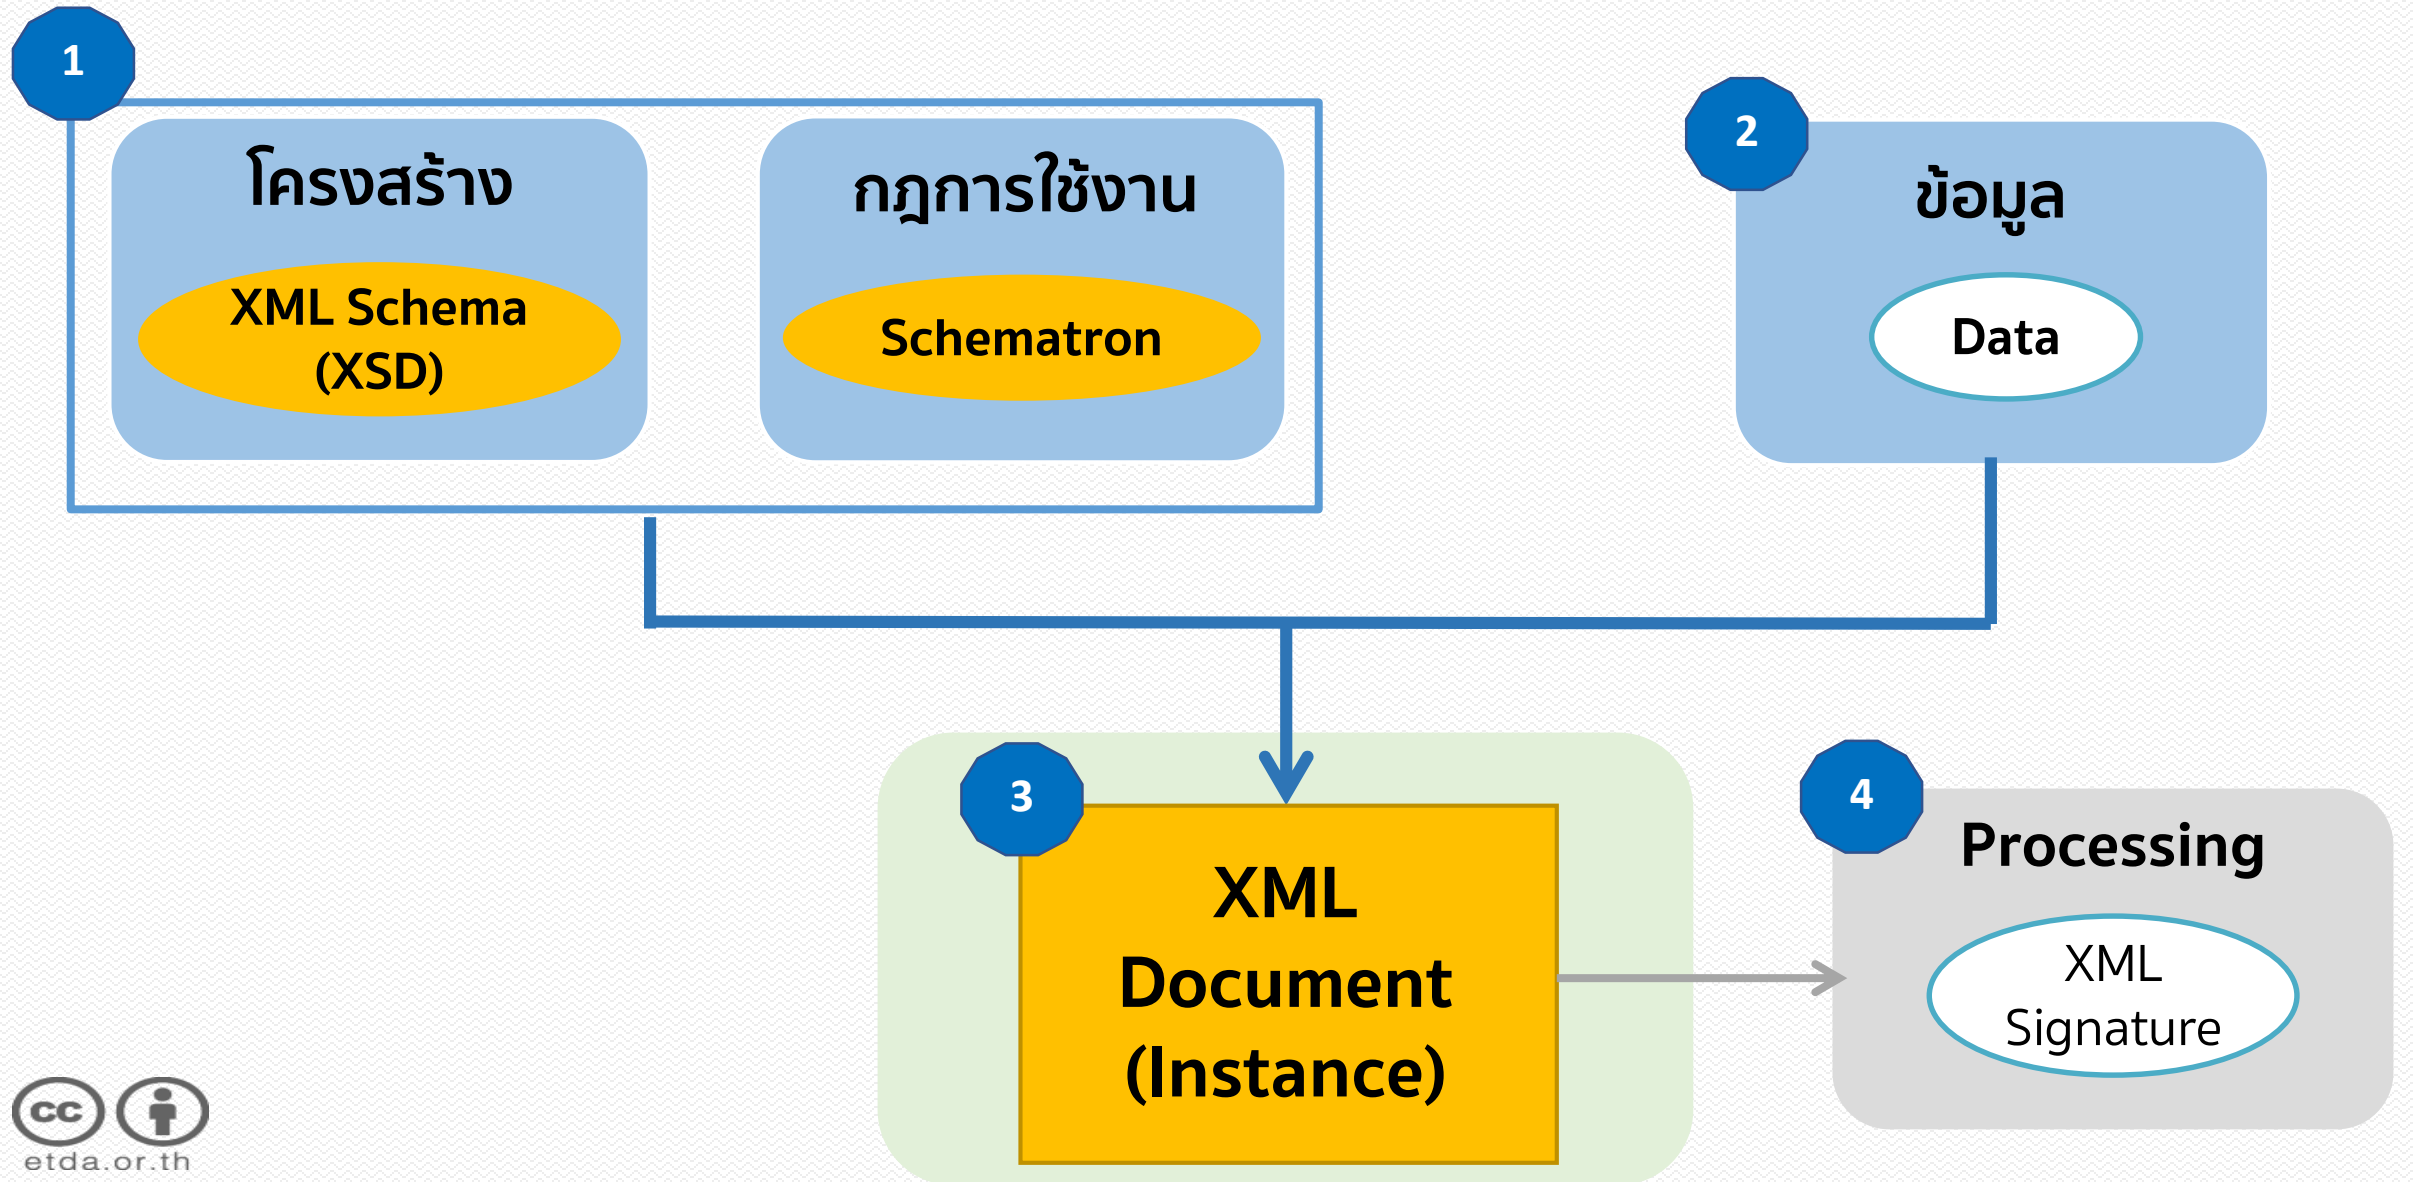 1
โครงสร้าง
XML Schema
(XSD)
กฎการใช้งาน
Schematron
2
ข้อมูล
Data
3
XML
Document
(Instance)
4
Processing
XML
Signature
cc
etda.or.th